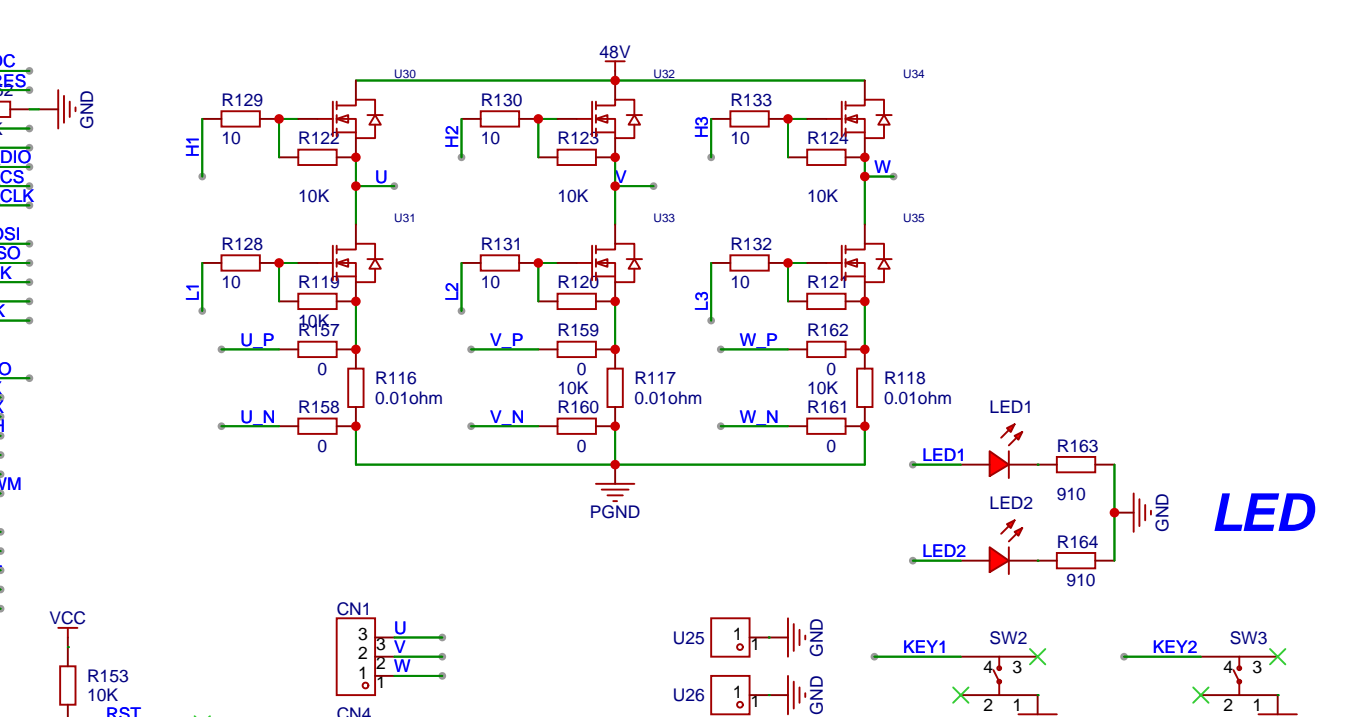 48V
U30
U32
U34
R129
10
R122
10K
H1
U
R130
10
R123
10K
H2
V
R133
10
R124
10K
H3
W
U31
U33
U35
R128
10
R119
10K
L1
R131
10
R120
10K
L2
R132
10
R121
10K
L3
U_P
R157
0
R116
0.01ohm
U_N
R158
0
V_P
R159
0
R117
0.01ohm
V_N
R160
0
W_P
R162
0
R118
0.01ohm
W_N
R161
0
PGND
LED1
LED1
R163
910
LED2
LED2
R164
910
GND
LED
GND
DIO
CS
CLK
SO
K
O
VCC
R153
10K
RST
CN1
3
2
1
3
2
1
U
V
W
CN4
U25
1
1
GND
U26
1
1
GND
KEY1
SW2
4
3
2
1
KEY2
SW3
4
3
2
1